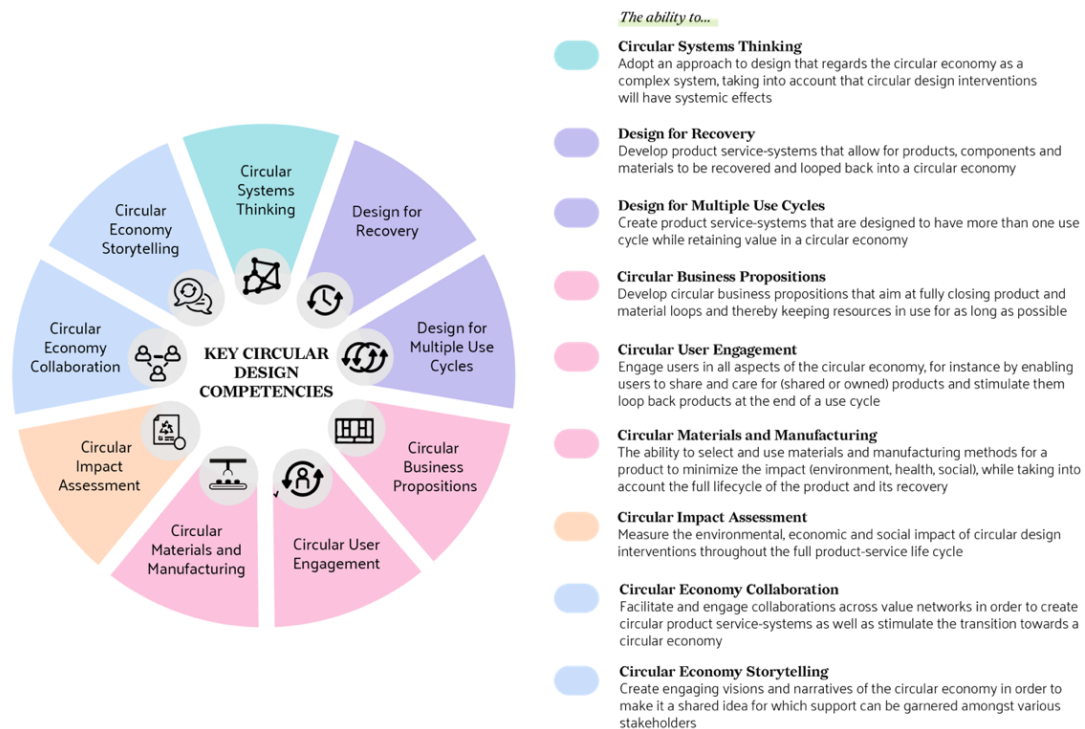 Circular
Systems
Thinking
Design for
Recovery
Design for
Multiple Use
Cycles
Circular
Business
Propositions
Circular User
Engagement
Circular
Materials and
Manufacturing
Circular
Impact
Assessment
Circular
Economy
Collaboration
Circular
Economy
Storytelling
KEY CIRCULAR
DESIGN
COMPETENCIES
The ability to...
Circular Systems Thinking
Adopt an approach to design that regards the circular economy as a
complex system, taking into account that circular design interventions
will have systemic effects
Design for Recovery
Develop product service-systems that allow for products, components and
materials to be recovered and looped back into a circular economy
Design for Multiple Use Cycles
Create product service-systems that are designed to have more than one use
cycle while retaining value in a circular economy
Circular Business Propositions
Develop circular business propositions that aim at fully closing product and
material loops and thereby keeping resources in use for as long as possible
Circular User Engagement
Engage users in all aspects of the circular economy, for instance by enabling
users to share and care for (shared or owned) products and stimulate them
loop back products at the end of a use cycle
Circular Materials and Manufacturing
The ability to select and use materials and manufacturing methods for a
product to minimize the impact (environment, health, social), while taking into
account the full lifecycle of the product and its recovery
Circular Impact Assessment
Measure the environmental, economic and social impact of circular design
interventions throughout the full product-service life cycle
Circular Economy Collaboration
Facilitate and engage collaborations across value networks in order to create
circular product service-systems as well as stimulate the transition towards a
circular economy
Circular Economy Storytelling
Create engaging visions and narratives of the circular economy in order to
make it a shared idea for which support can be garnered amongst various
stakeholders